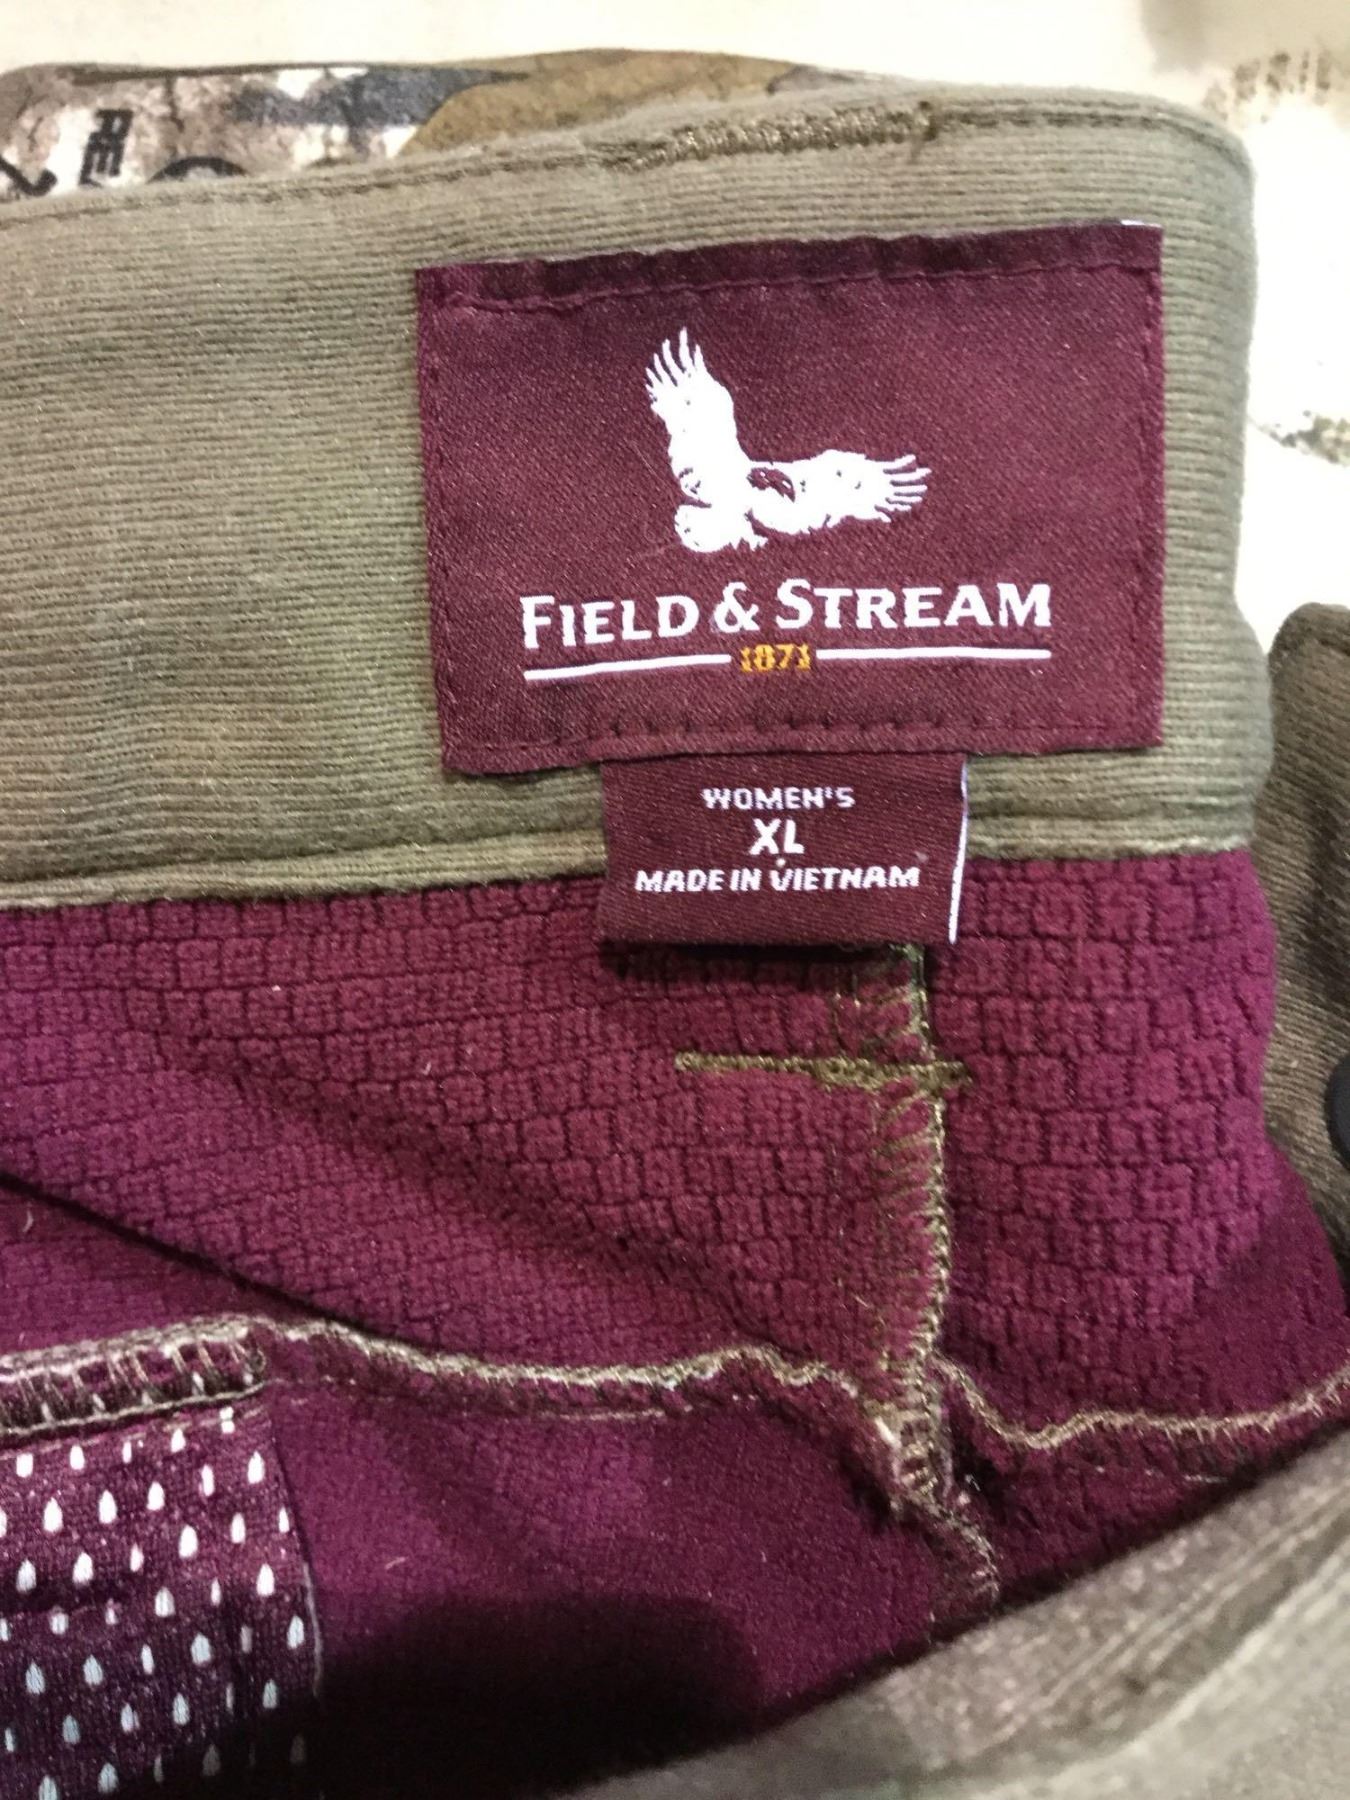 FIELD & STREAM
1871
WOMEN'S
XL
MADE IN VIETNAM